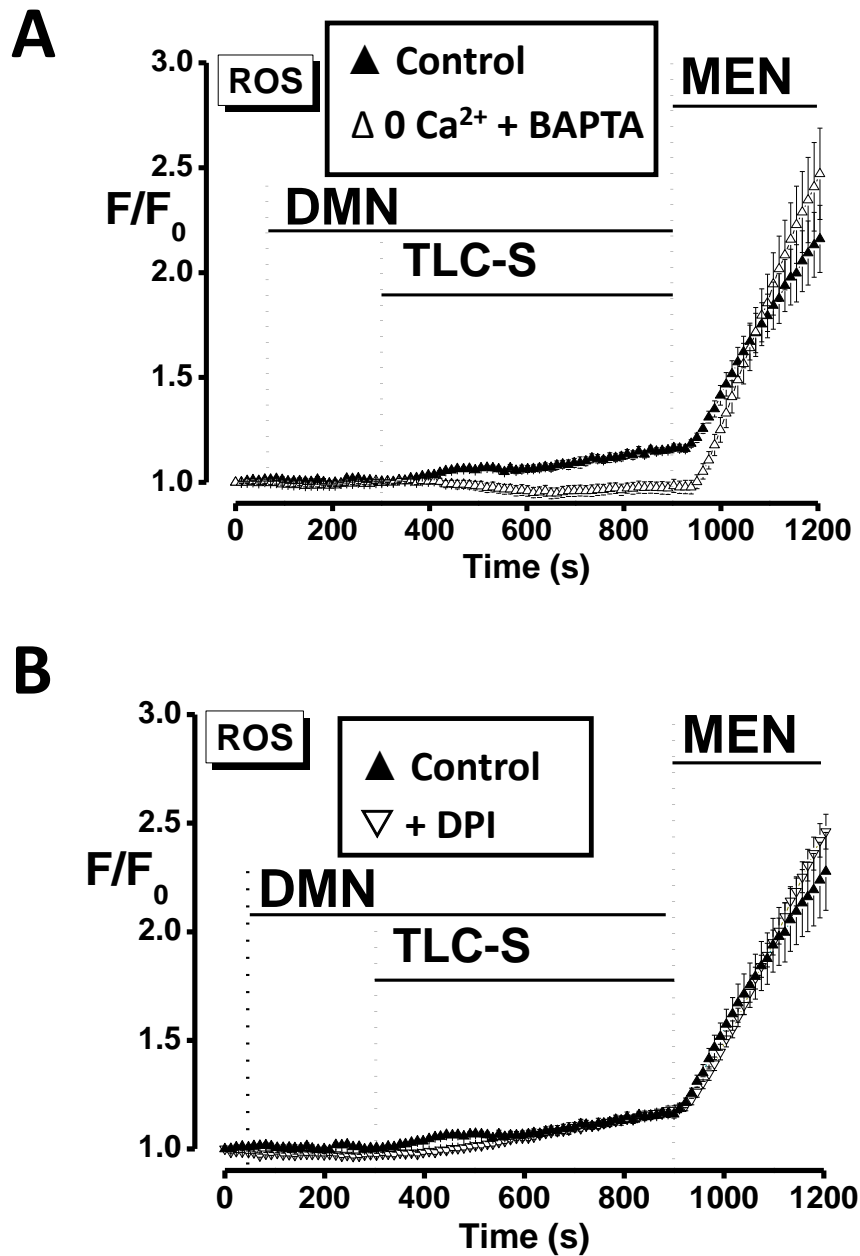 A
3.0
ROS
▲ Control
△ 0 Ca²⁺ + BAPTA
MEN
2.5
F/F₀
DMN
2.0
TLC-S
1.5
1.0
0 200 400 600 800 1000 1200
Time (s)
B
3.0
ROS
▲ Control
▽ + DPI
MEN
2.5
F/F₀
DMN
2.0
TLC-S
1.5
1.0
0 200 400 600 800 1000 1200
Time (s)